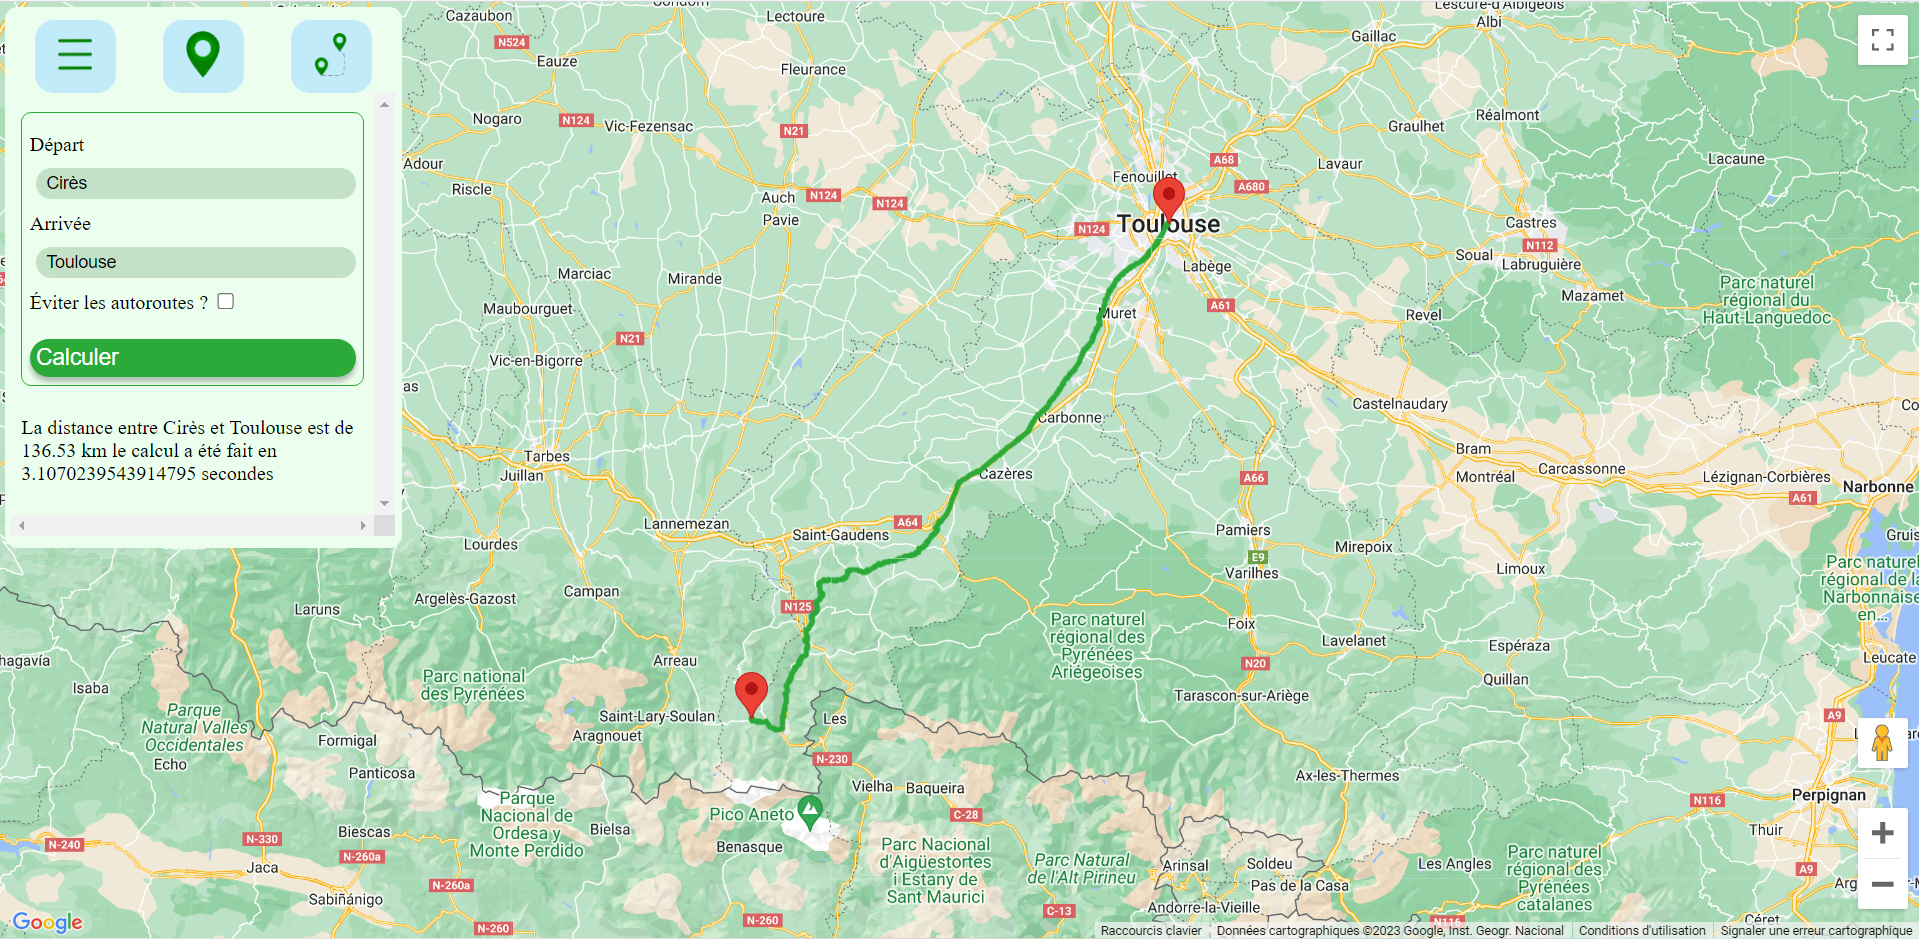 Départ
Cirès
Arrivée
Toulouse
Éviter les autoroutes ?
Calculer
La distance entre Cirès et Toulouse est de
136.53 km le calcul a été fait en
3.1070239543914795 secondes
Cazaubon
Condom
Lectoure
Lescure-d'Albigeois
Albi
Gaillac
N524
Eauze
Fleurance
Nogaro
N124
Vic-Fezensac
N21
Réalmont
Graulhet
Adour
Riscle
Auch
N124
Pavie
N124
Fenouillet
A68
A680
Lavaur
Lacaune
N124
Toulouse
Castres
N112
Labruguière
Soual
Labège
Marciac
Mirande
Maubourguet
A61
Mazamet
Revel
Parc naturel
régional du
Haut-Languedoc
Muret
N21
Vic-en-Bigorre
Castelnaudary
Carbonne
Bram
Montréal
Carcassonne
Lézignan-Corbières
A61
Narbonne
Tarbes
Juillan
Cazères
A66
Lannemezan
A64
Saint-Gaudens
Pamiers
Mirepoix
E9
Varilhes
Limoux
Gruis
Parc naturel
régional de la
Narbonnaise
en...
Lourdes
Campan
Argelès-Gazost
Laruns
N125
Foix
Parc naturel
régional des
Pyrénées
Ariégeoises
Lavelanet
Espéraza
Leucate
N20
Quillan
Arreau
Parc national
des Pyrénées
Tarascon-sur-Ariège
hagavía
Isaba
Parque
Natural Valles
Occidentales
Echo
Formigal
Panticosa
Saint-Lary-Soulan
Aragnouet
Les
N-230
A9
Ax-les-Thermes
Vielha
Baqueira
N116
Perpignan
Thuir
Parque
Nacional de
Ordesa y
Monte Perdido
Bielsa
Pico Aneto
Benasque
C-28
Parc Nacional
d'Aigüestortes
i Estany de
Sant Maurici
Parc Natural
de l'Alt Pirineu
Arinsal
Soldeu
Pas de la Casa
Andorre-la-Vieille
Les Angles
Parc naturel
régional des
Pyrénées
catalanes
A9
N-240
N-330
Biescas
N-260a
Jaca
N-260a
Sabiñánigo
N-260
N-260
C-13
N116
Céret
Google
Raccourcis clavier
Données cartographiques ©2023 Google, Inst. Geogr. Nacional
Conditions d'utilisation
Signaler une erreur cartographique